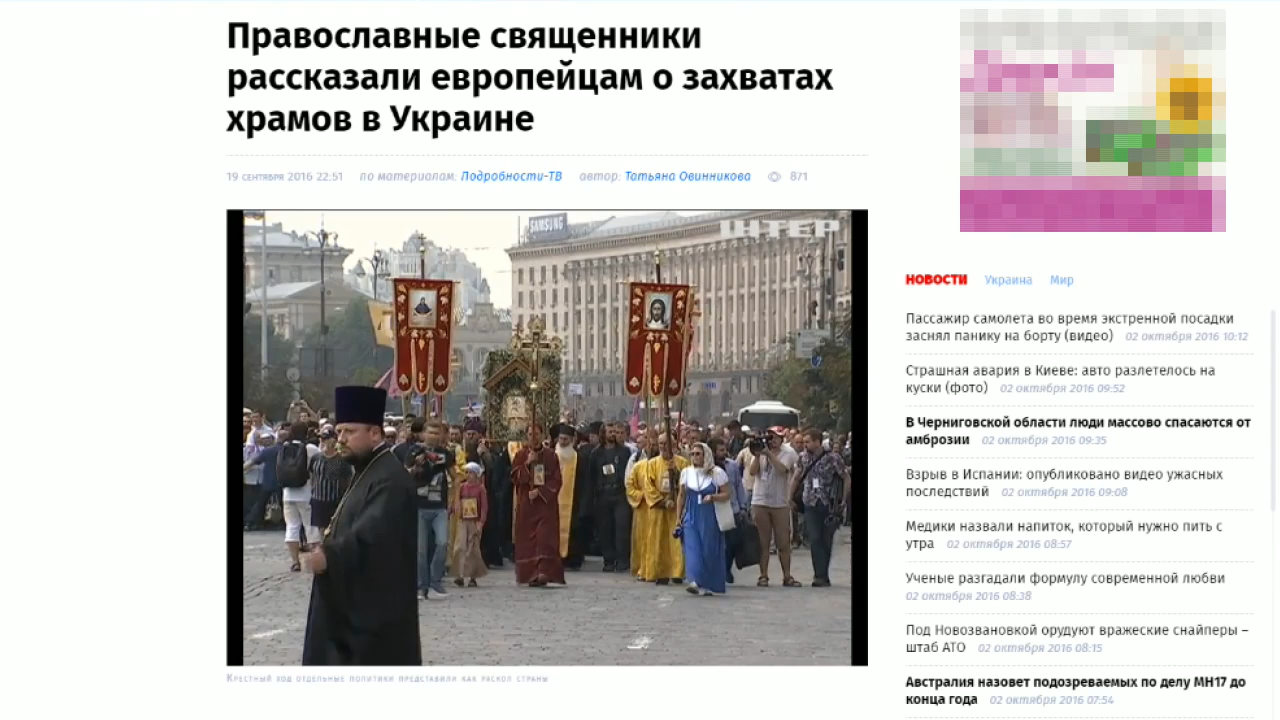 Православные священники
рассказали европейцам о захватах
храмов в Украине
19 сентября 2016 22:51 по материалам: Подробности-ТВ автор: Татьяна Овинникова 871
SAMSUNG
ІНТЕР
Крестный ход отдельные политики представили как раскол страны
НОВОСТИ Украина Мир
Пассажир самолета во время экстренной посадки
заснял панику на борту (видео) 02 октября 2016 10:12
Страшная авария в Киеве: авто разлетелось на
куски (фото) 02 октября 2016 09:52
В Черниговской области люди массово спасаются от
амброзии 02 октября 2016 09:35
Взрыв в Испании: опубликовано видео ужасных
последствий 02 октября 2016 09:08
Медики назвали напиток, который нужно пить с
утра 02 октября 2016 08:57
Ученые разгадали формулу современной любви
02 октября 2016 08:38
Под Новозвановкой орудуют вражеские снайперы –
штаб АТО 02 октября 2016 08:15
Австралия назовет подозреваемых по делу МН17 до
конца года 02 октября 2016 07:54